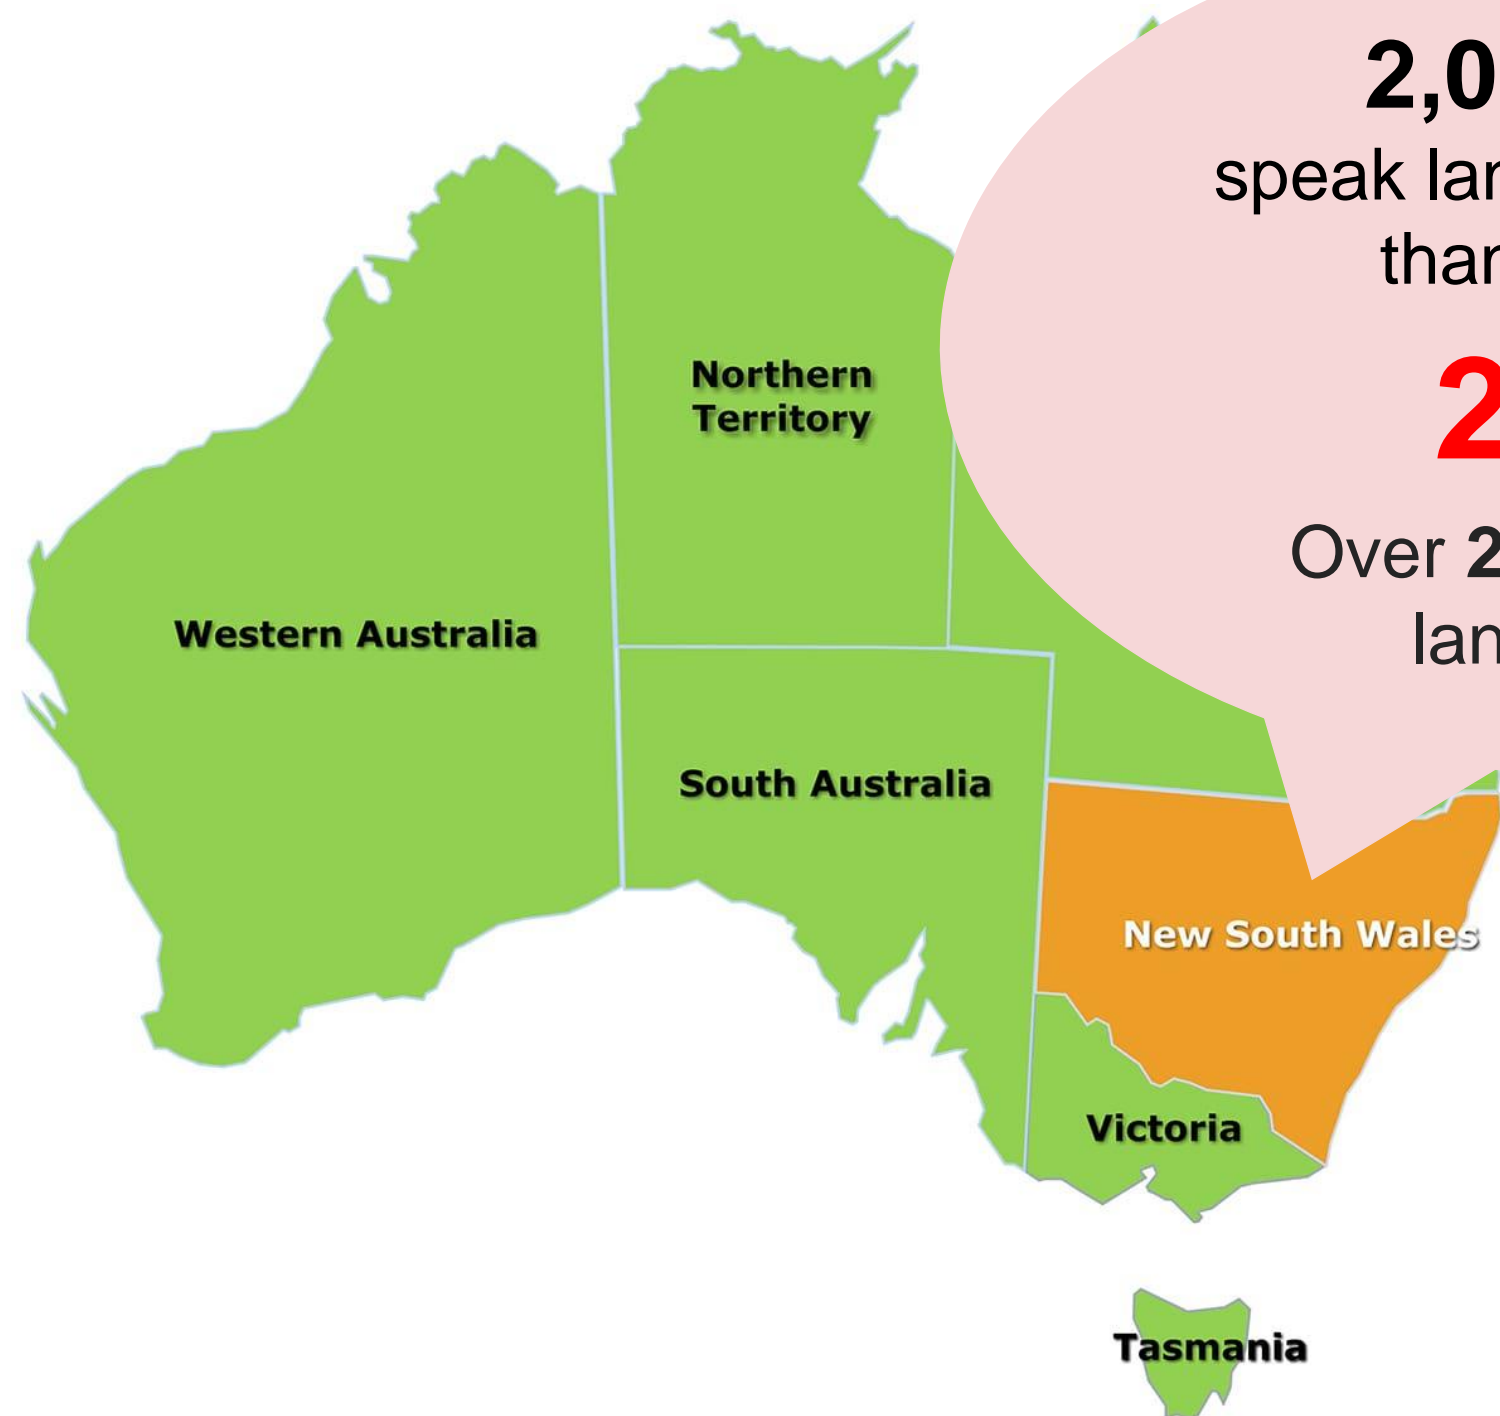 2,0
speak lan
than
2
Over 2
lan
Northern
Territory
Western Australia
South Australia
New South Wales
Victoria
Tasmania